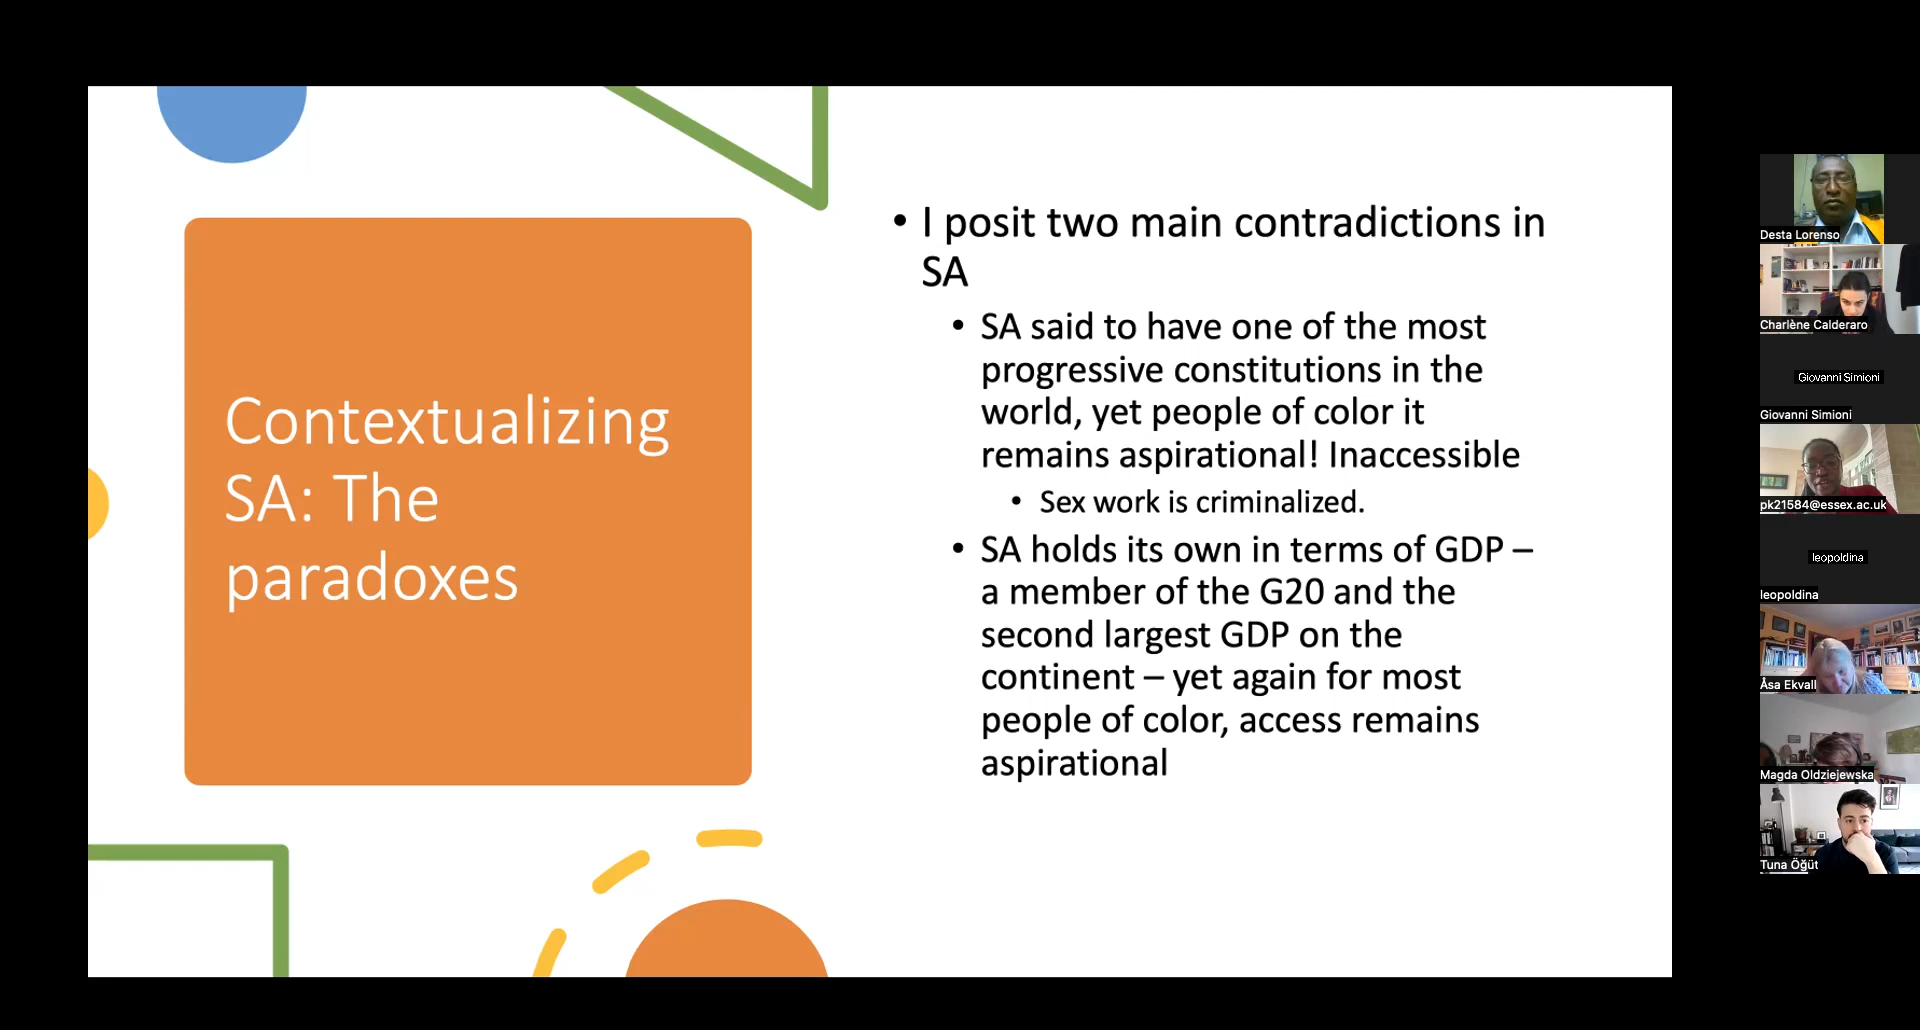 Contextualizing
SA: The
paradoxes
• I posit two main contradictions in
SA
• SA said to have one of the most
progressive constitutions in the
world, yet people of color it
remains aspirational! Inaccessible
• Sex work is criminalized.
• SA holds its own in terms of GDP –
a member of the G20 and the
second largest GDP on the
continent – yet again for most
people of color, access remains
aspirational
Desta Lorenso
Charlène Calderaro
Giovanni Simioni
Giovanni Simioni
pk21584@essex.ac.uk
leopoldina
leopoldina
Åsa Ekvall
Magda Oldziejewska
Tuna Öğüt